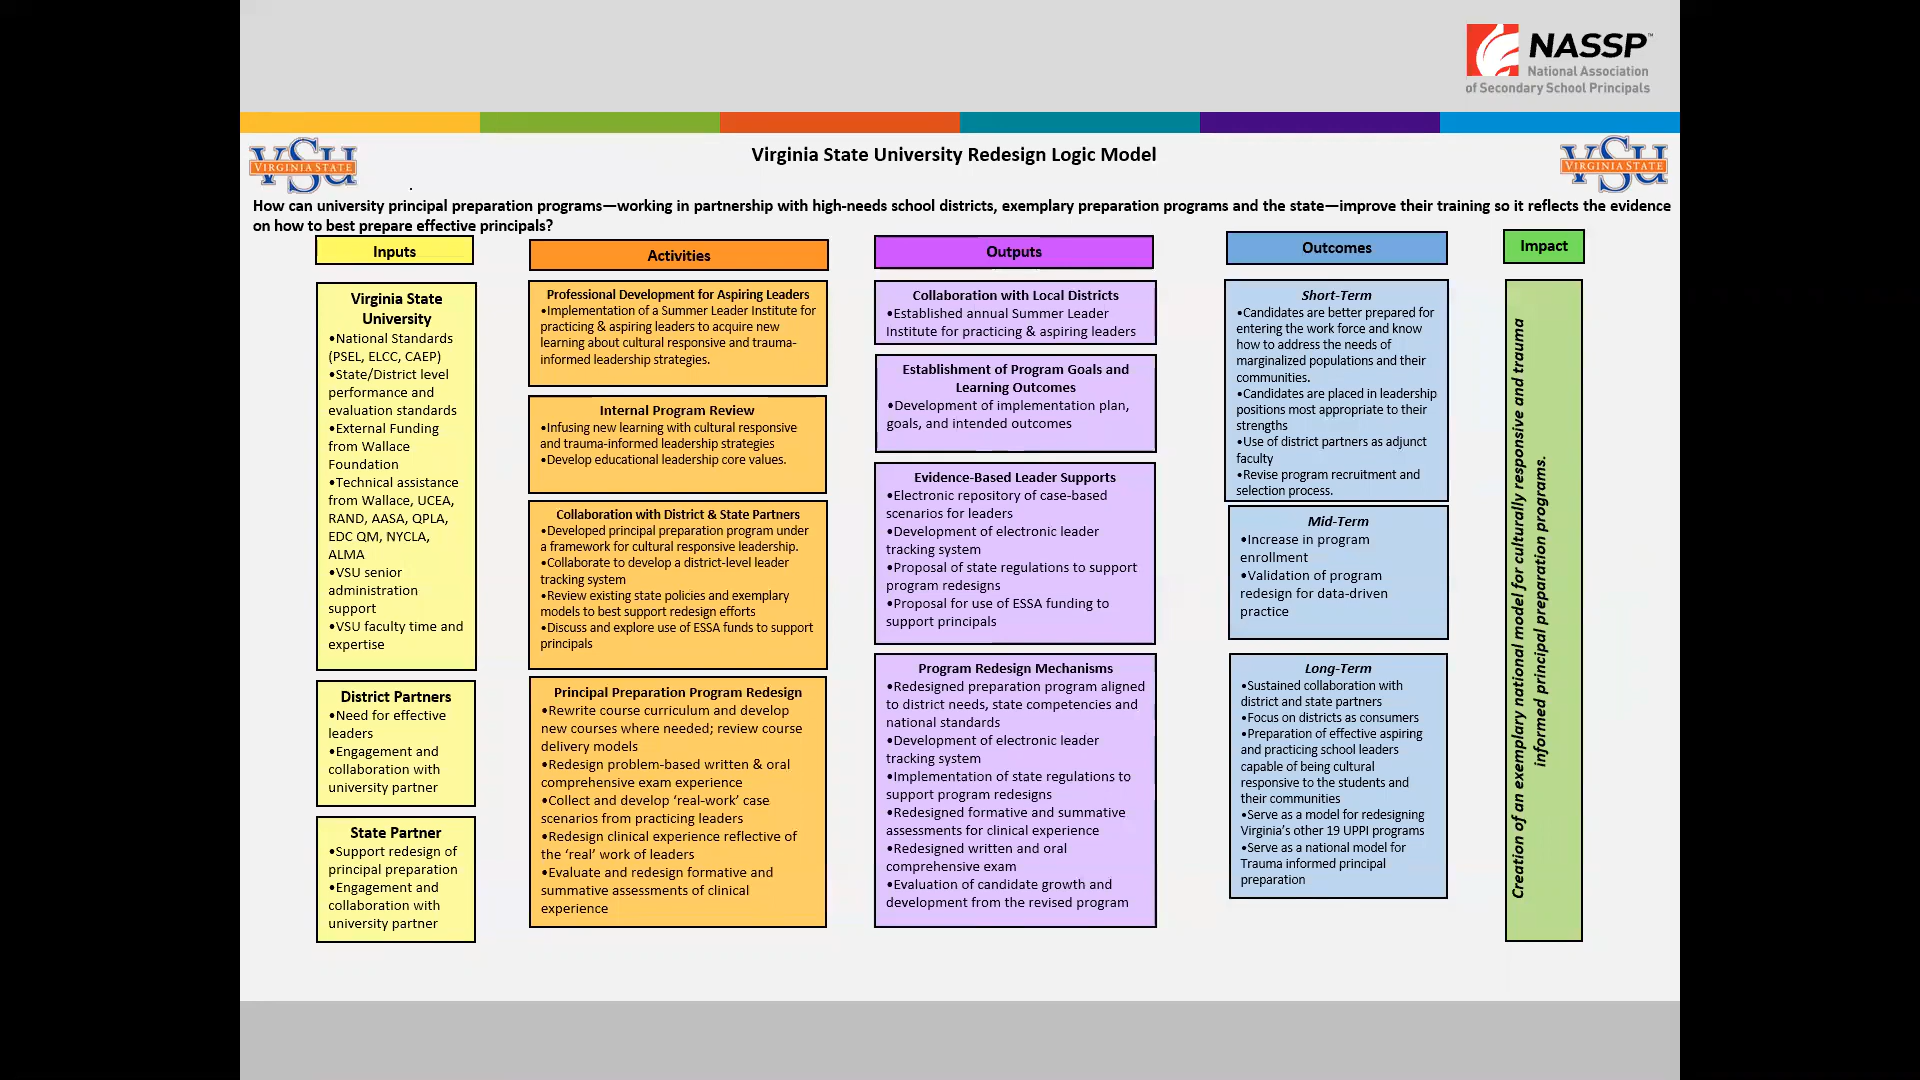 NASSP™
National Association
of Secondary School Principals
VSU
VIRGINIA STATE
Virginia State University Redesign Logic Model
VSU
VIRGINIA STATE
.
How can university principal preparation programs—working in partnership with high-needs school districts, exemplary preparation programs and the state—improve their training so it reflects the evidence
on how to best prepare effective principals?
Inputs
Virginia State
University
•National Standards
(PSEL, ELCC, CAEP)
•State/District level
performance and
evaluation standards
•External Funding
from Wallace
Foundation
•Technical assistance
from Wallace, UCEA,
RAND, AASA, QPLA,
EDC QM, NYCLA,
ALMA
•VSU senior
administration
support
•VSU faculty time and
expertise
District Partners
•Need for effective
leaders
•Engagement and
collaboration with
university partner
State Partner
•Support redesign of
principal preparation
•Engagement and
collaboration with
university partner
Activities
Professional Development for Aspiring Leaders
•Implementation of a Summer Leader Institute for
practicing & aspiring leaders to acquire new
learning about cultural responsive and trauma-
informed leadership strategies.
Internal Program Review
•Infusing new learning with cultural responsive
and trauma-informed leadership strategies
•Develop educational leadership core values.
Collaboration with District & State Partners
•Developed principal preparation program under
a framework for cultural responsive leadership.
•Collaborate to develop a district-level leader
tracking system
•Review existing state policies and exemplary
models to best support redesign efforts
•Discuss and explore use of ESSA funds to support
principals
Principal Preparation Program Redesign
•Rewrite course curriculum and develop
new courses where needed; review course
delivery models
•Redesign problem-based written & oral
comprehensive exam experience
•Collect and develop ‘real-work’ case
scenarios from practicing leaders
•Redesign clinical experience reflective of
the ‘real’ work of leaders
•Evaluate and redesign formative and
summative assessments of clinical
experience
Outputs
Collaboration with Local Districts
•Established annual Summer Leader
Institute for practicing & aspiring leaders
Establishment of Program Goals and
Learning Outcomes
•Development of implementation plan,
goals, and intended outcomes
Evidence-Based Leader Supports
•Electronic repository of case-based
scenarios for leaders
•Development of electronic leader
tracking system
•Proposal of state regulations to support
program redesigns
•Proposal for use of ESSA funding to
support principals
Program Redesign Mechanisms
•Redesigned preparation program aligned
to district needs, state competencies and
national standards
•Development of electronic leader
tracking system
•Implementation of state regulations to
support program redesigns
•Redesigned formative and summative
assessments for clinical experience
•Redesigned written and oral
comprehensive exam
•Evaluation of candidate growth and
development from the revised program
Outcomes
Short-Term
•Candidates are better prepared for
entering the work force and know
how to address the needs of
marginalized populations and their
communities.
•Candidates are placed in leadership
positions most appropriate to their
strengths
•Use of district partners as adjunct
faculty
•Revise program recruitment and
selection process.
Mid-Term
•Increase in program
enrollment
•Validation of program
redesign for data-driven
practice
Long-Term
•Sustained collaboration with
district and state partners
•Focus on districts as consumers
•Preparation of effective aspiring
and practicing school leaders
capable of being cultural
responsive to the students and
their communities
•Serve as a model for redesigning
Virginia’s other 19 UPPI programs
•Serve as a national model for
Trauma informed principal
preparation
Impact
Creation of an exemplary national model for culturally responsive and trauma
informed principal preparation programs.